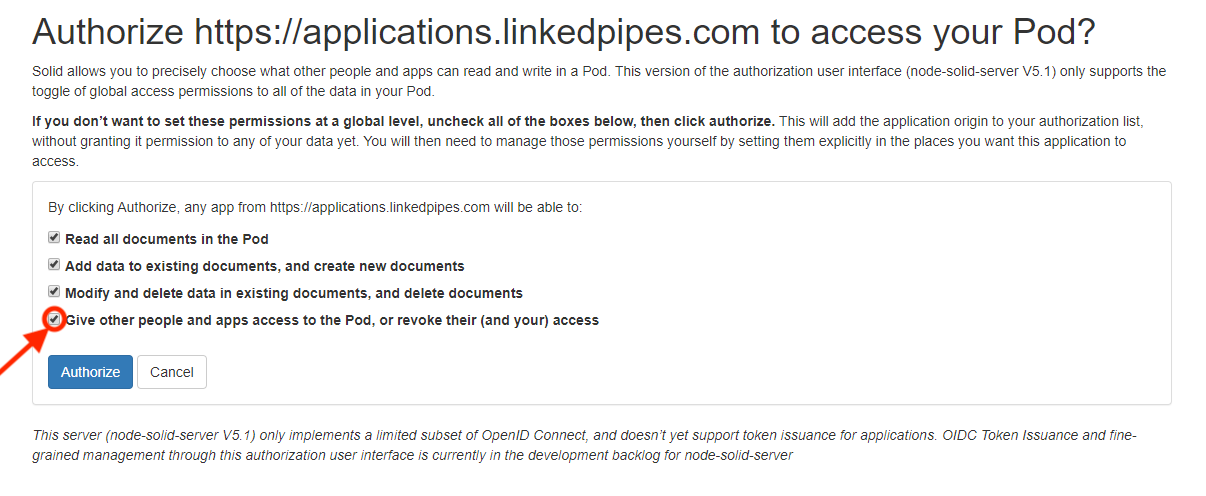 Authorize https://applications.linkedpipes.com to access your Pod?
Solid allows you to precisely choose what other people and apps can read and write in a Pod. This version of the authorization user interface (node-solid-server V5.1) only supports the
toggle of global access permissions to all of the data in your Pod.
If you don’t want to set these permissions at a global level, uncheck all of the boxes below, then click authorize. This will add the application origin to your authorization list,
without granting it permission to any of your data yet. You will then need to manage those permissions yourself by setting them explicitly in the places you want this application to
access.
By clicking Authorize, any app from https://applications.linkedpipes.com will be able to:
Read all documents in the Pod
Add data to existing documents, and create new documents
Modify and delete data in existing documents, and delete documents
Give other people and apps access to the Pod, or revoke their (and your) access
Authorize Cancel
This server (node-solid-server V5.1) only implements a limited subset of OpenID Connect, and doesn’t yet support token issuance for applications. OIDC Token Issuance and fine-
grained management through this authorization user interface is currently in the development backlog for node-solid-server